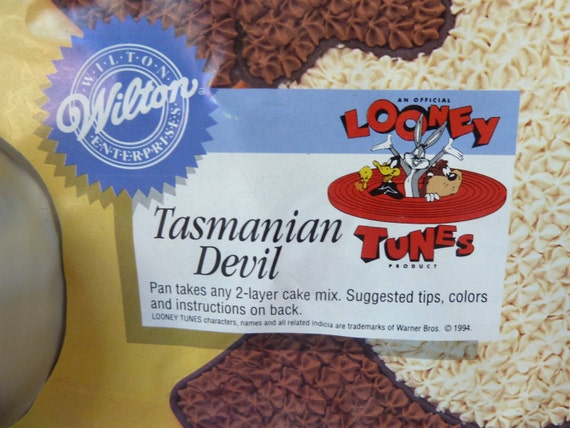 WILTON
Wilton
ENTERPRISES
AN OFFICIAL
LOONEY
TUNES
PRODUCT
Tasmanian
Devil
Pan takes any 2-layer cake mix. Suggested tips, colors
and instructions on back.
LOONEY TUNES characters, names and all related indicia are trademarks of Warner Bros. © 1994.